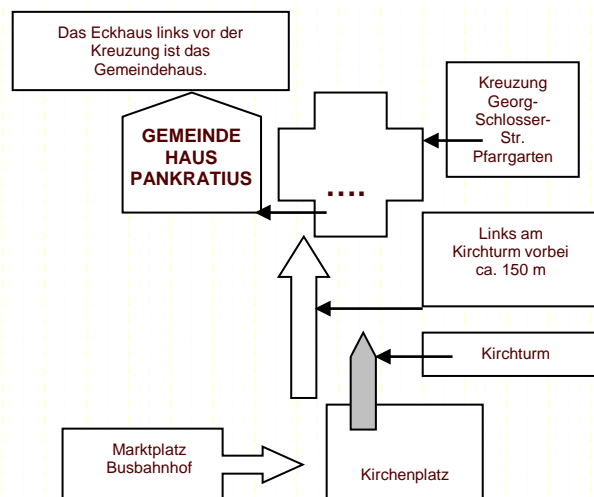 Das Eckhaus links vor der
Kreuzung ist das
Gemeindehaus.
GEMEINDE
HAUS
PANKRATIUS
....
Kreuzung
Georg-
Schlosser-
Str.
Pfarrgarten
Links am
Kirchturm vorbei
ca. 150 m
Kirchturm
Marktplatz
Busbahnhof
Kirchenplatz